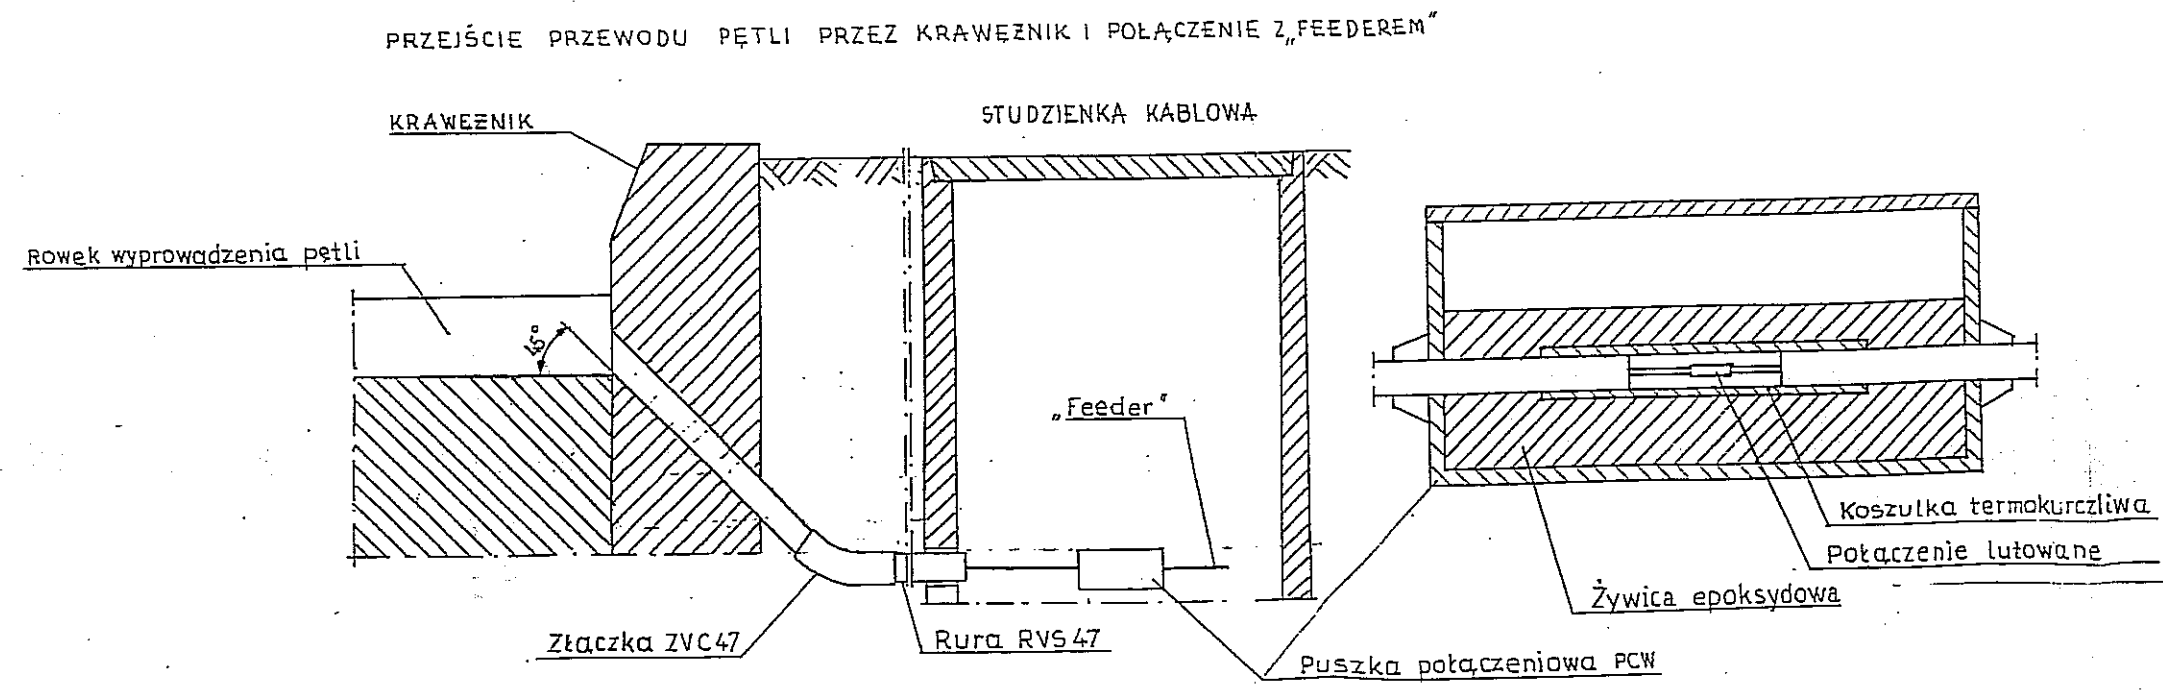 PRZEJŚCIE PRZEWODU PĘTLI PRZEZ KRAWĘŻNIK I POŁĄCZENIE Z „FEEDEREM"
STUDZIENKA KABLOWA
KRAWEŻNIK
Rowek wyprowadzenia pętli
45°
„Feeder"
Koszulka termokurczliwa
Połączenie lutowane
Żywica epoksydowa
Złączka ZVC47
Rura RVS47
Puszka połączeniowa PCW